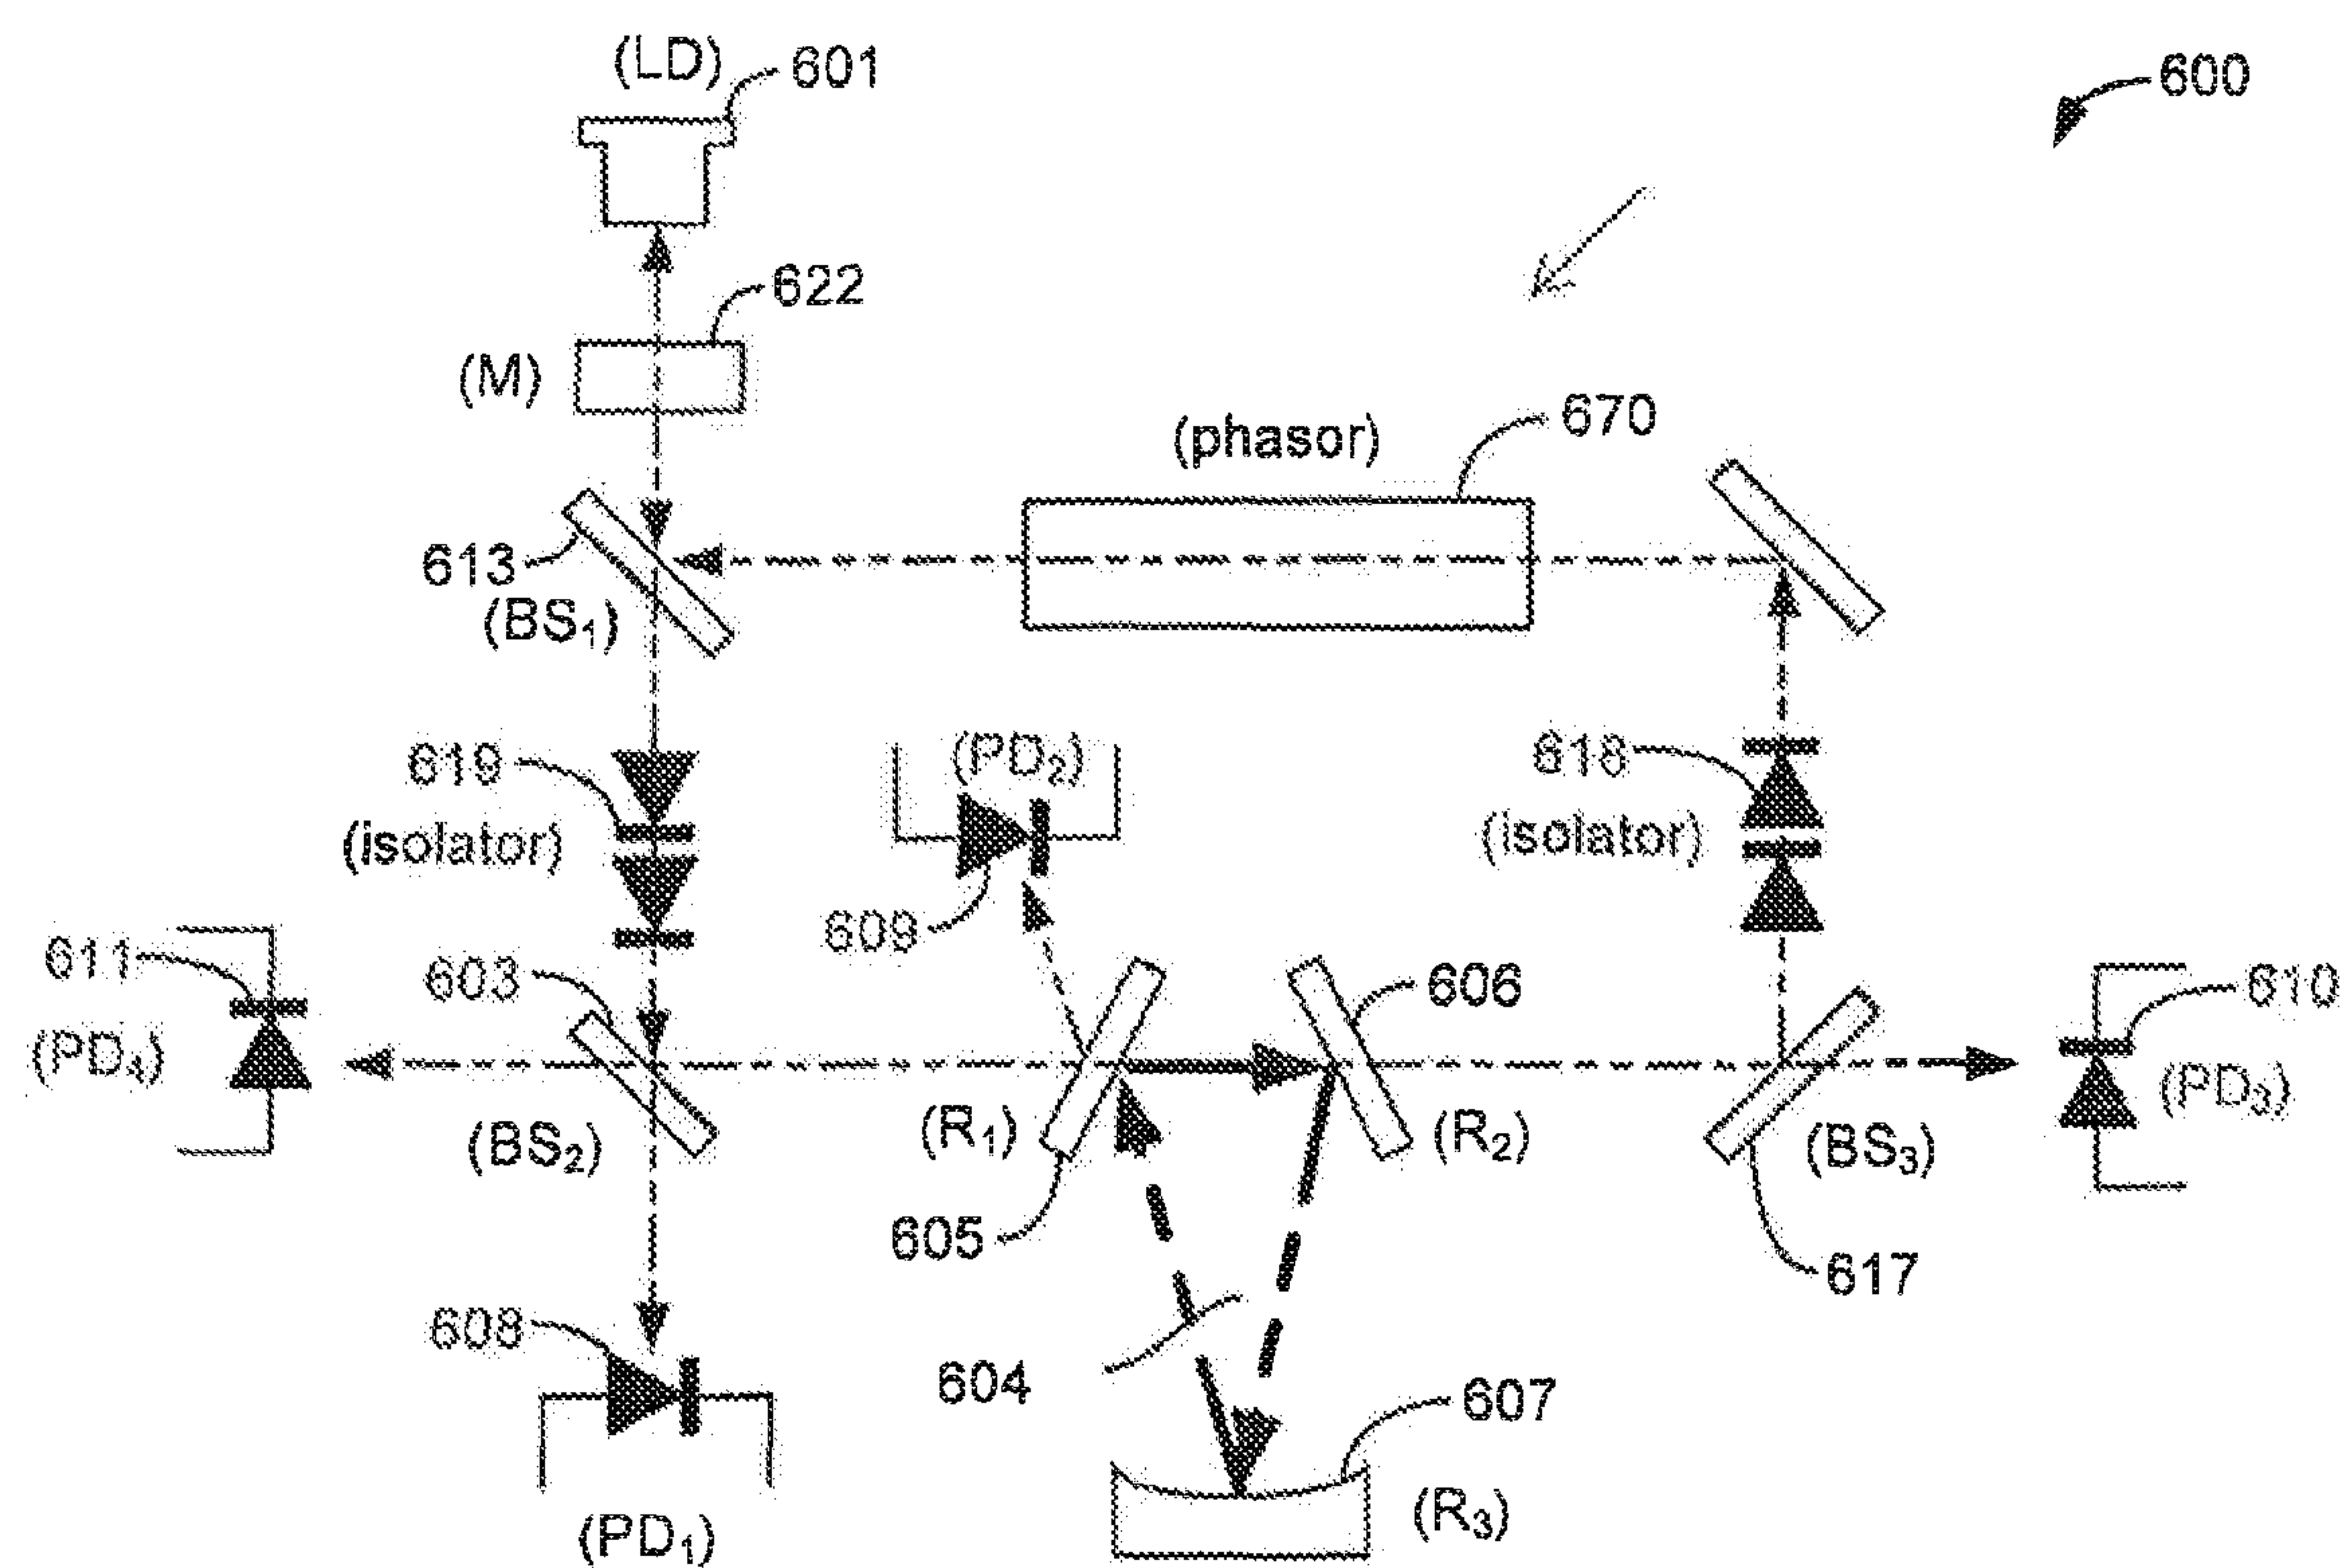 (LD)
601
600
622
(M)
670
(phasor)
613
(BS₁)
619
(isolator)
(PD₂)
618
(isolator)
609
611
603
606
610
(PD₄)
(PD₃)
(BS₂)
(R₁)
(R₂)
(BS₃)
605
617
608
604
607
(R₃)
(PD₁)